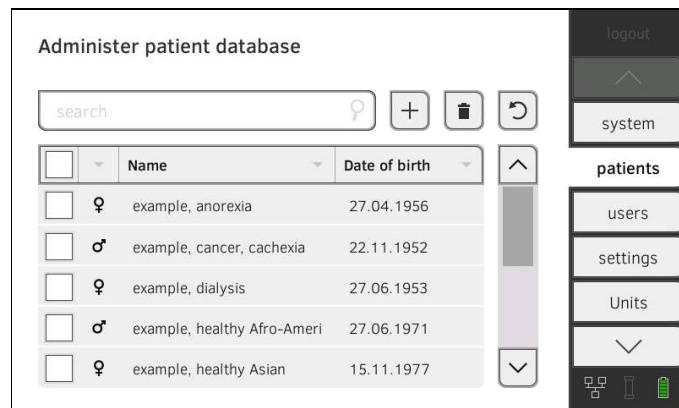 Administer patient database
logout
search
system
Name Date of birth
patients
example, anorexia 27.04.1956
users
example, cancer, cachexia 22.11.1952
settings
example, dialysis 27.06.1953
Units
example, healthy Afro-Ameri 27.06.1971
example, healthy Asian 15.11.1977